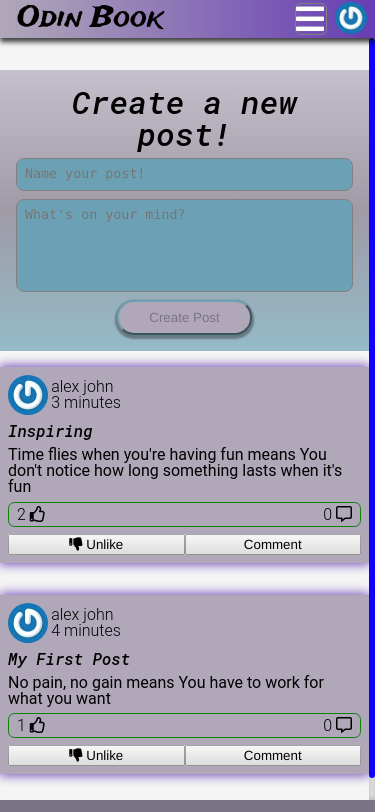 Odin Book
Create a new
post!
Name your post!
What's on your mind?
Create Post
alex john
3 minutes
Inspiring
Time flies when you're having fun means You
don't notice how long something lasts when it's
fun
2 0
Unlike Comment
alex john
4 minutes
My First Post
No pain, no gain means You have to work for
what you want
1 0
Unlike Comment